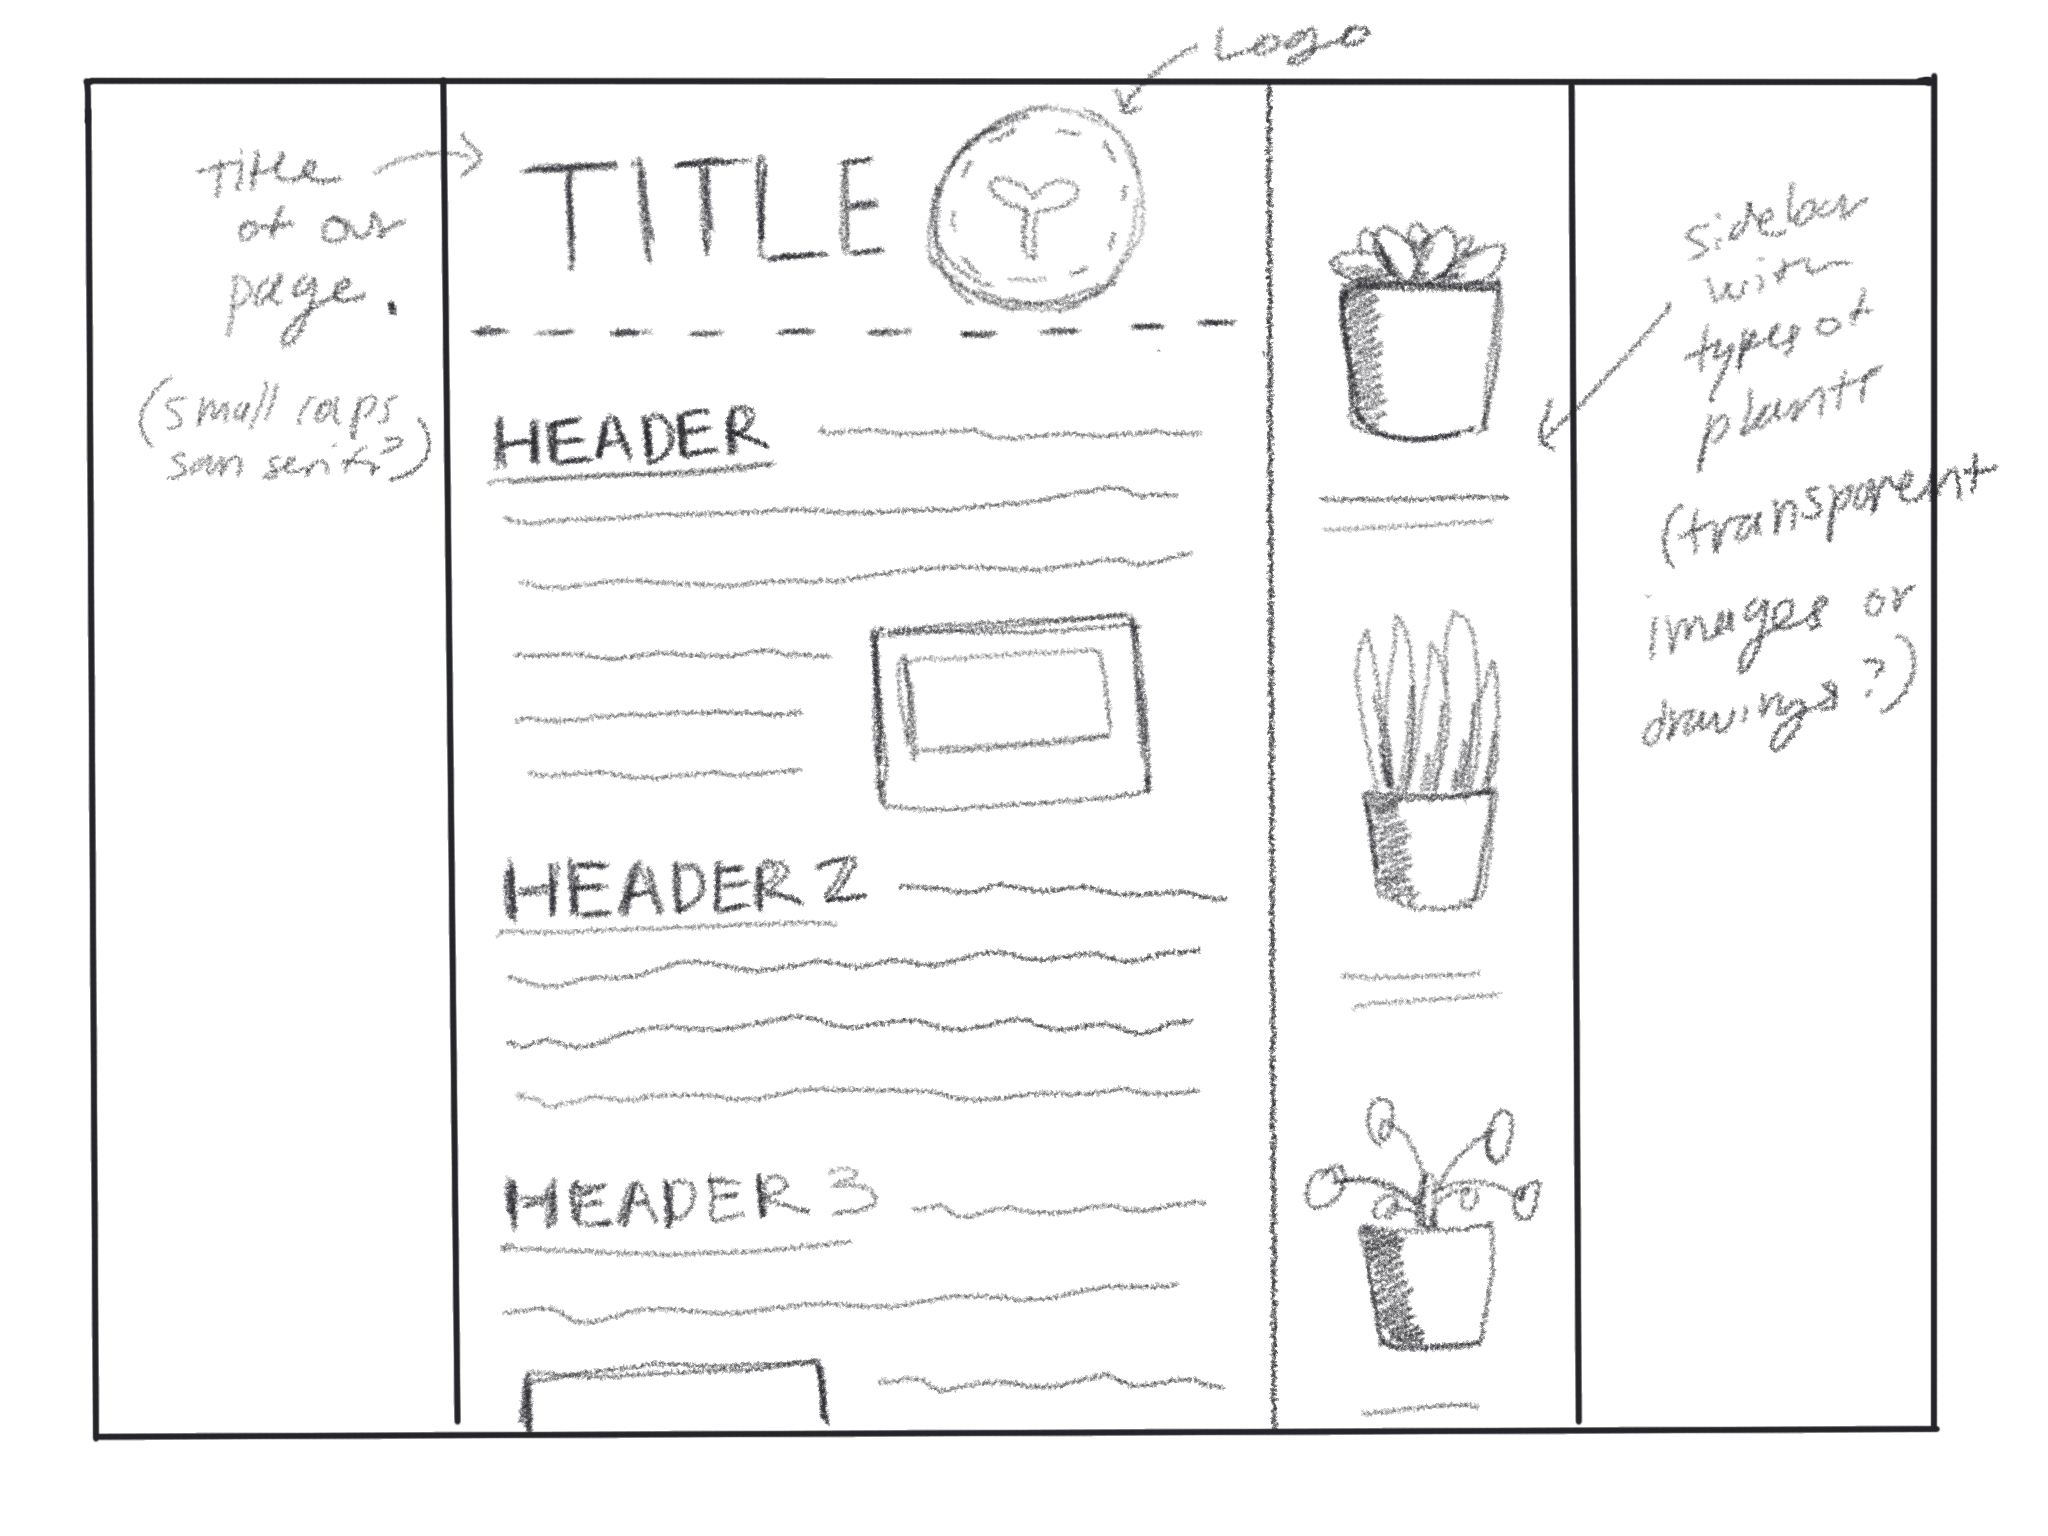 Logo
Title
of our
page.
(small caps
san serif?)
TITLE
HEADER
HEADER 2
HEADER 3
sidebar
with
types of
plants
(transparent
images or
drawings?)